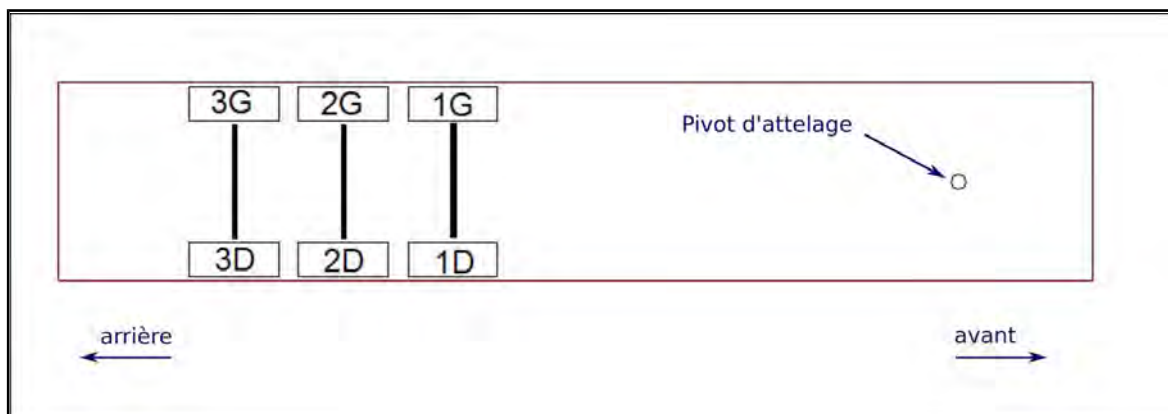 3G 2G 1G
Pivot d'attelage
3D 2D 1D
arrière avant